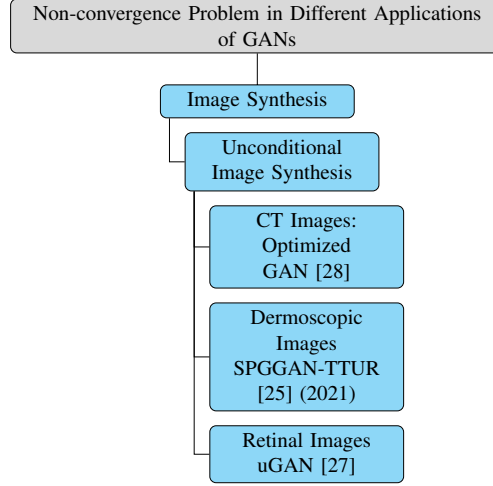 Non-convergence Problem in Different Applications
of GANs
Image Synthesis
Unconditional
Image Synthesis
CT Images:
Optimized
GAN [28]
Dermoscopic
Images
SPGGAN-TTUR
[25] (2021)
Retinal Images
uGAN [27]